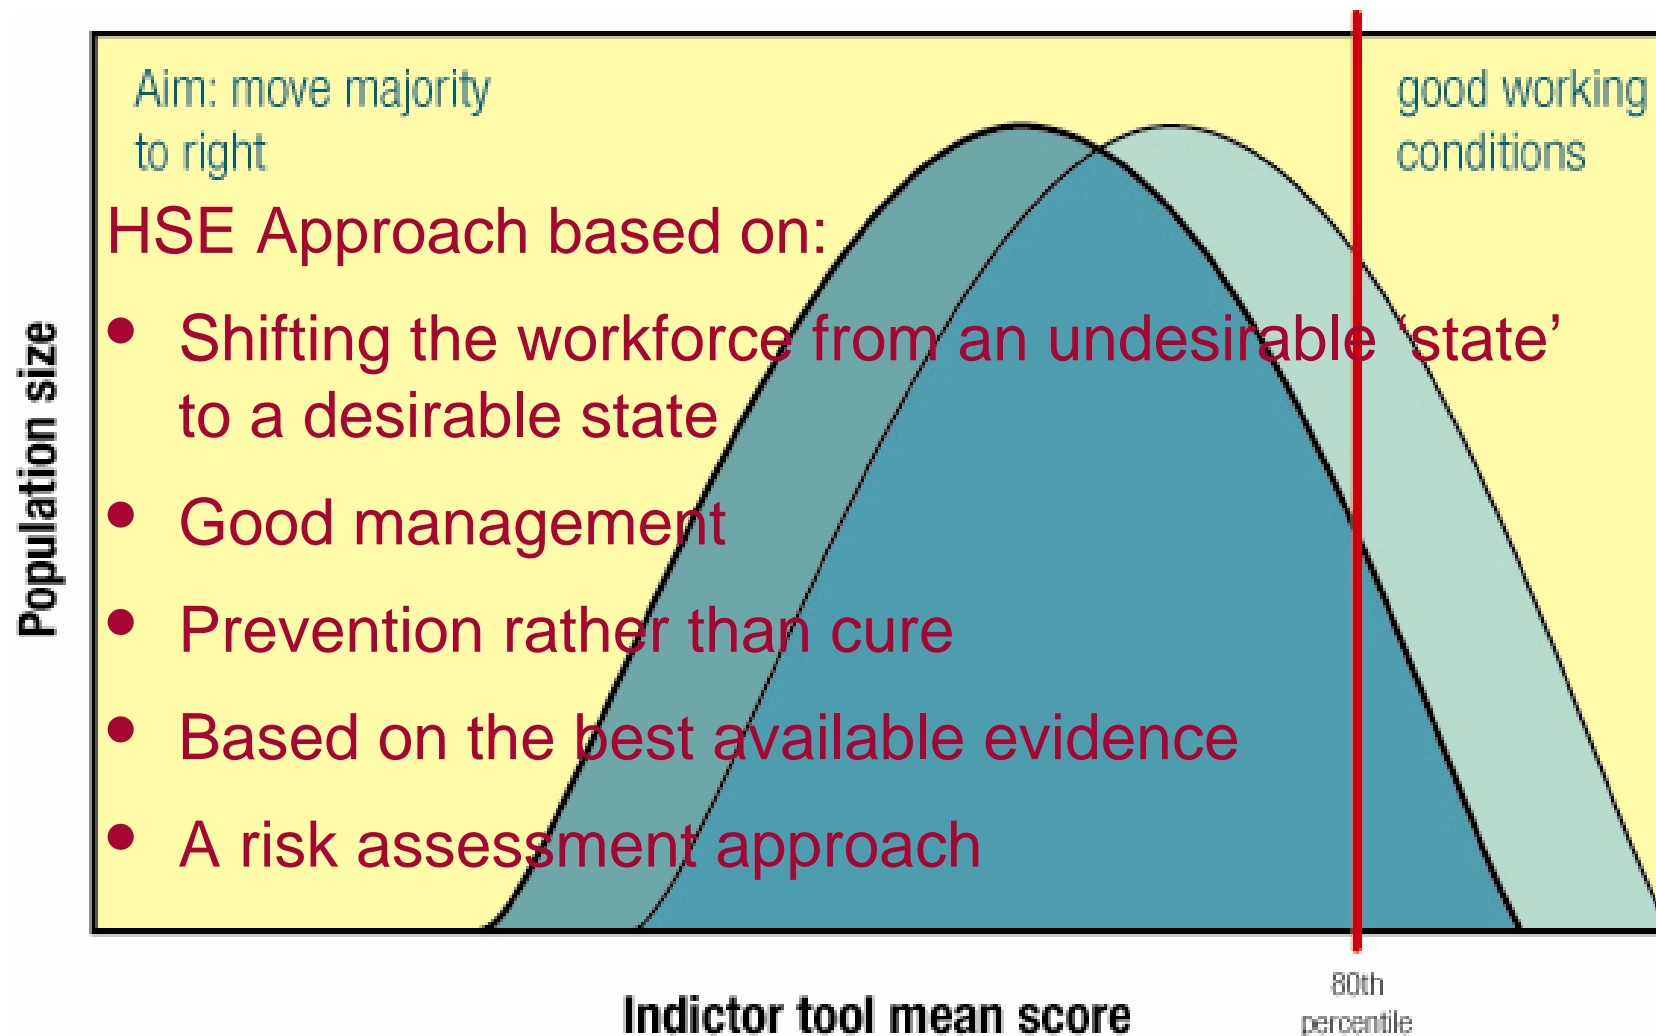 Aim: move majority
to right
good working
conditions
HSE Approach based on:
• Shifting the workforce from an undesirable ‘state’
to a desirable state
• Good management
• Prevention rather than cure
• Based on the best available evidence
• A risk assessment approach
Population size
80th
percentile
Indictor tool mean score